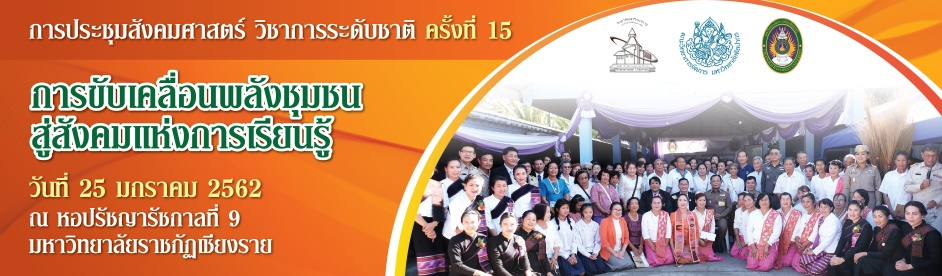 การประชุมสังคมศาสตร์ วิชาการระดับชาติ ครั้งที่ 15
การขับเคลื่อนพลังชุมชน
สู่สังคมแห่งการเรียนรู้
วันที่ 25 มกราคม 2562
ณ หอปรัชญารัชกาลที่ 9
มหาวิทยาลัยราชภัฏเชียงราย